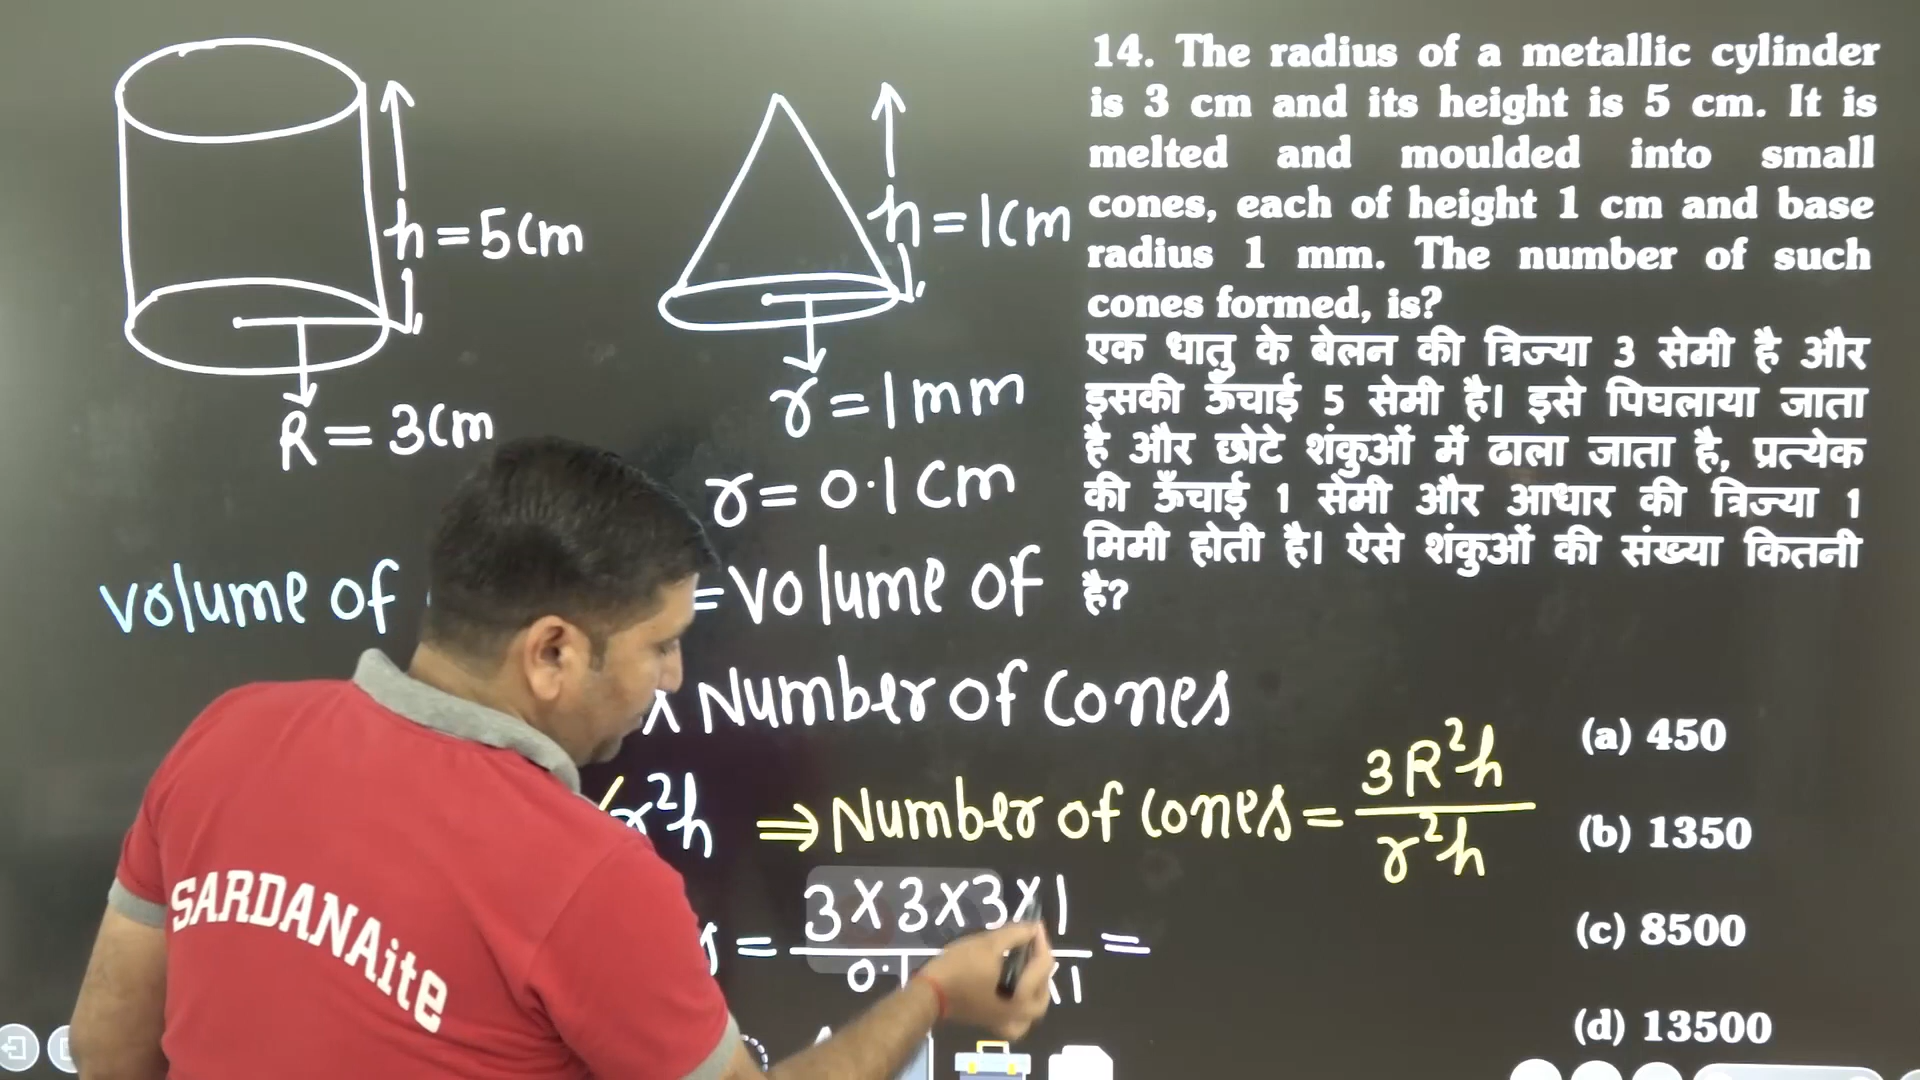 14. The radius of a metallic cylinder
is 3 cm and its height is 5 cm. It is
melted and moulded into small
cones, each of height 1 cm and base
radius 1 mm. The number of such
cones formed, is?
एक धातु के बेलन की त्रिज्या 3 सेमी है और
इसकी ऊँचाई 5 सेमी है। इसे पिघलाया जाता
है और छोटे शंकुओं में ढाला जाता है, प्रत्येक
की ऊँचाई 1 सेमी और आधार की त्रिज्या 1
मिमी होती है। ऐसे शंकुओं की संख्या कितनी
है?
h = 5cm
R = 3cm
h = 1cm
r = 1mm
r = 0.1cm
Volume of = Volume of
x Number of cones
r²h ⇒ Number of cones = 3R²h / r²h
s = 3×3×3×1 / 0.1 ×1 =
(a) 450
(b) 1350
(c) 8500
(d) 13500
SARDANAite